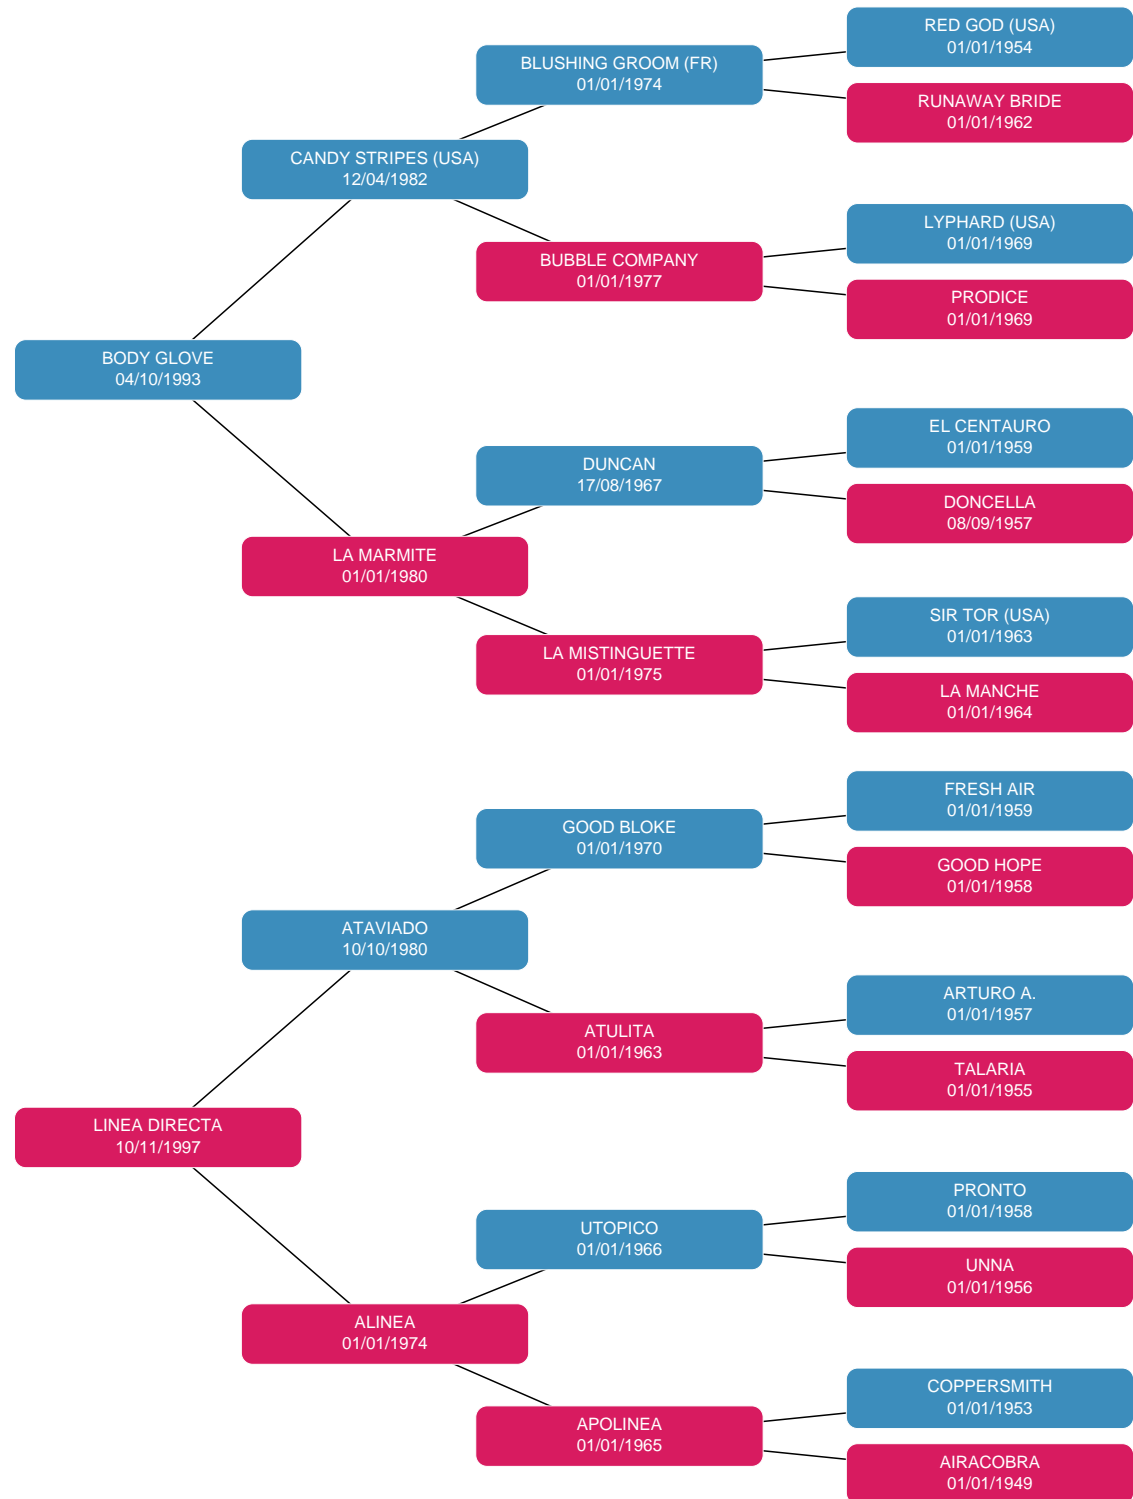 RED GOD (USA)
01/01/1954
BLUSHING GROOM (FR)
01/01/1974
RUNAWAY BRIDE
01/01/1962
CANDY STRIPES (USA)
12/04/1982
LYPHARD (USA)
01/01/1969
BUBBLE COMPANY
01/01/1977
PRODICE
01/01/1969
BODY GLOVE
04/10/1993
EL CENTAURO
01/01/1959
DUNCAN
17/08/1967
DONCELLA
08/09/1957
LA MARMITE
01/01/1980
SIR TOR (USA)
01/01/1963
LA MISTINGUETTE
01/01/1975
LA MANCHE
01/01/1964
FRESH AIR
01/01/1959
GOOD BLOKE
01/01/1970
GOOD HOPE
01/01/1958
ATAVIADO
10/10/1980
ARTURO A.
01/01/1957
ATULITA
01/01/1963
TALARIA
01/01/1955
LINEA DIRECTA
10/11/1997
PRONTO
01/01/1958
UTOPICO
01/01/1966
UNNA
01/01/1956
ALINEA
01/01/1974
COPPERSMITH
01/01/1953
APOLINEA
01/01/1965
AIRACOBRA
01/01/1949